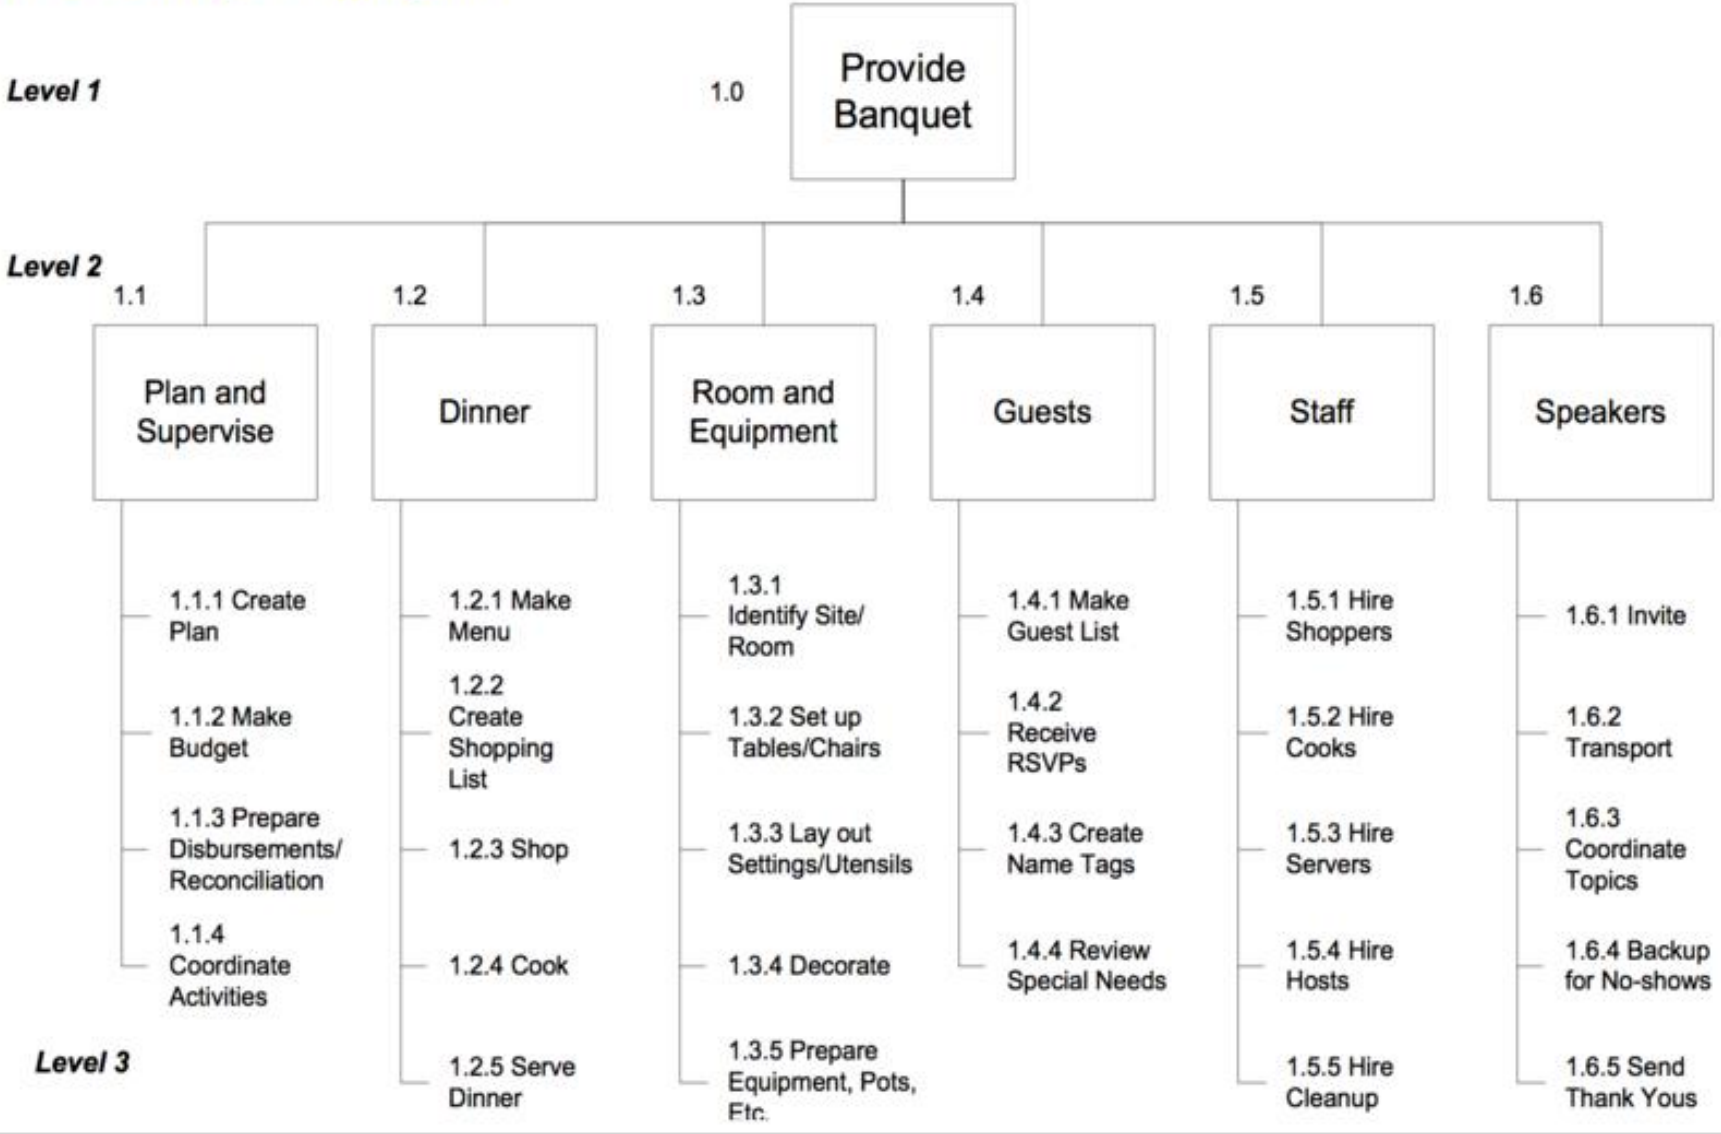 Level 1
1.0
Provide
Banquet
Level 2
1.1
1.2
1.3
1.4
1.5
1.6
Plan and
Supervise
Dinner
Room and
Equipment
Guests
Staff
Speakers
1.1.1 Create
Plan
1.1.2 Make
Budget
1.1.3 Prepare
Disbursements/
Reconciliation
1.1.4
Coordinate
Activities
1.2.1 Make
Menu
1.2.2
Create
Shopping
List
1.2.3 Shop
1.2.4 Cook
1.2.5 Serve
Dinner
1.3.1
Identify Site/
Room
1.3.2 Set up
Tables/Chairs
1.3.3 Lay out
Settings/Utensils
1.3.4 Decorate
1.3.5 Prepare
Equipment, Pots,
Etc.
1.4.1 Make
Guest List
1.4.2
Receive
RSVPs
1.4.3 Create
Name Tags
1.4.4 Review
Special Needs
1.5.1 Hire
Shoppers
1.5.2 Hire
Cooks
1.5.3 Hire
Servers
1.5.4 Hire
Hosts
1.5.5 Hire
Cleanup
1.6.1 Invite
1.6.2
Transport
1.6.3
Coordinate
Topics
1.6.4 Backup
for No-shows
1.6.5 Send
Thank Yous
Level 3